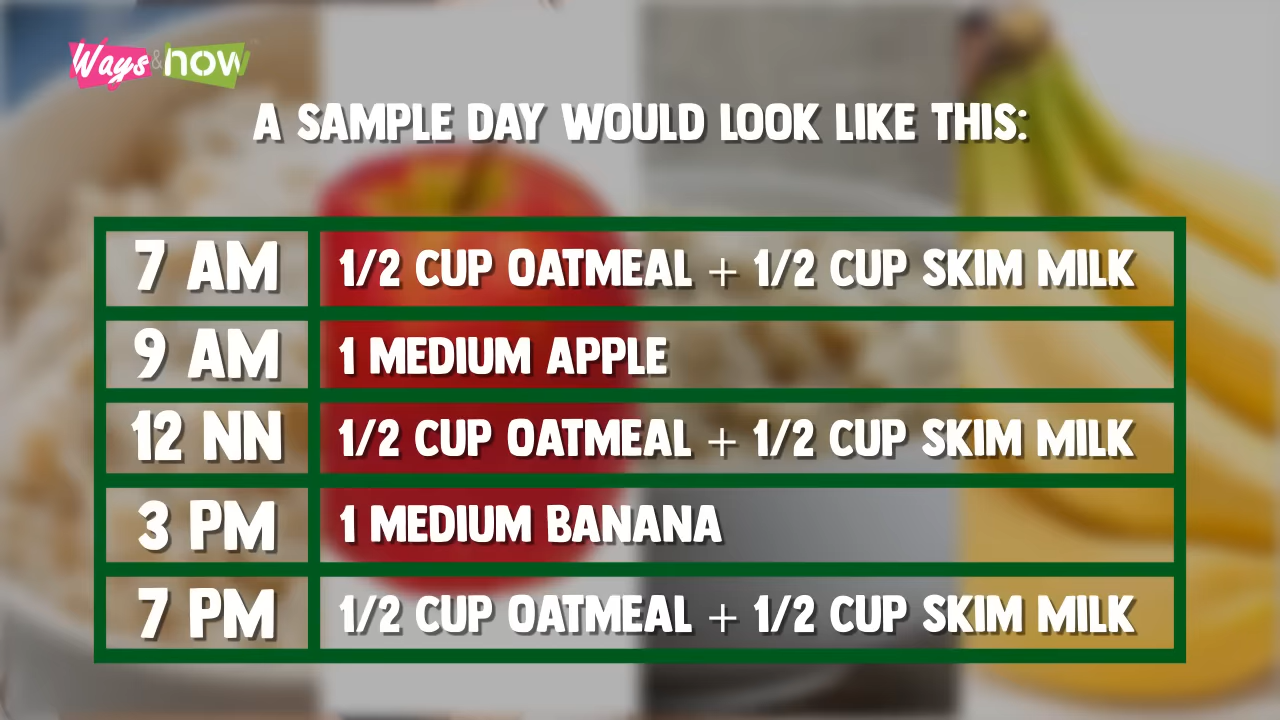 Ways & now
A SAMPLE DAY WOULD LOOK LIKE THIS:
7 AM 1/2 CUP OATMEAL + 1/2 CUP SKIM MILK
9 AM 1 MEDIUM APPLE
12 NN 1/2 CUP OATMEAL + 1/2 CUP SKIM MILK
3 PM 1 MEDIUM BANANA
7 PM 1/2 CUP OATMEAL + 1/2 CUP SKIM MILK